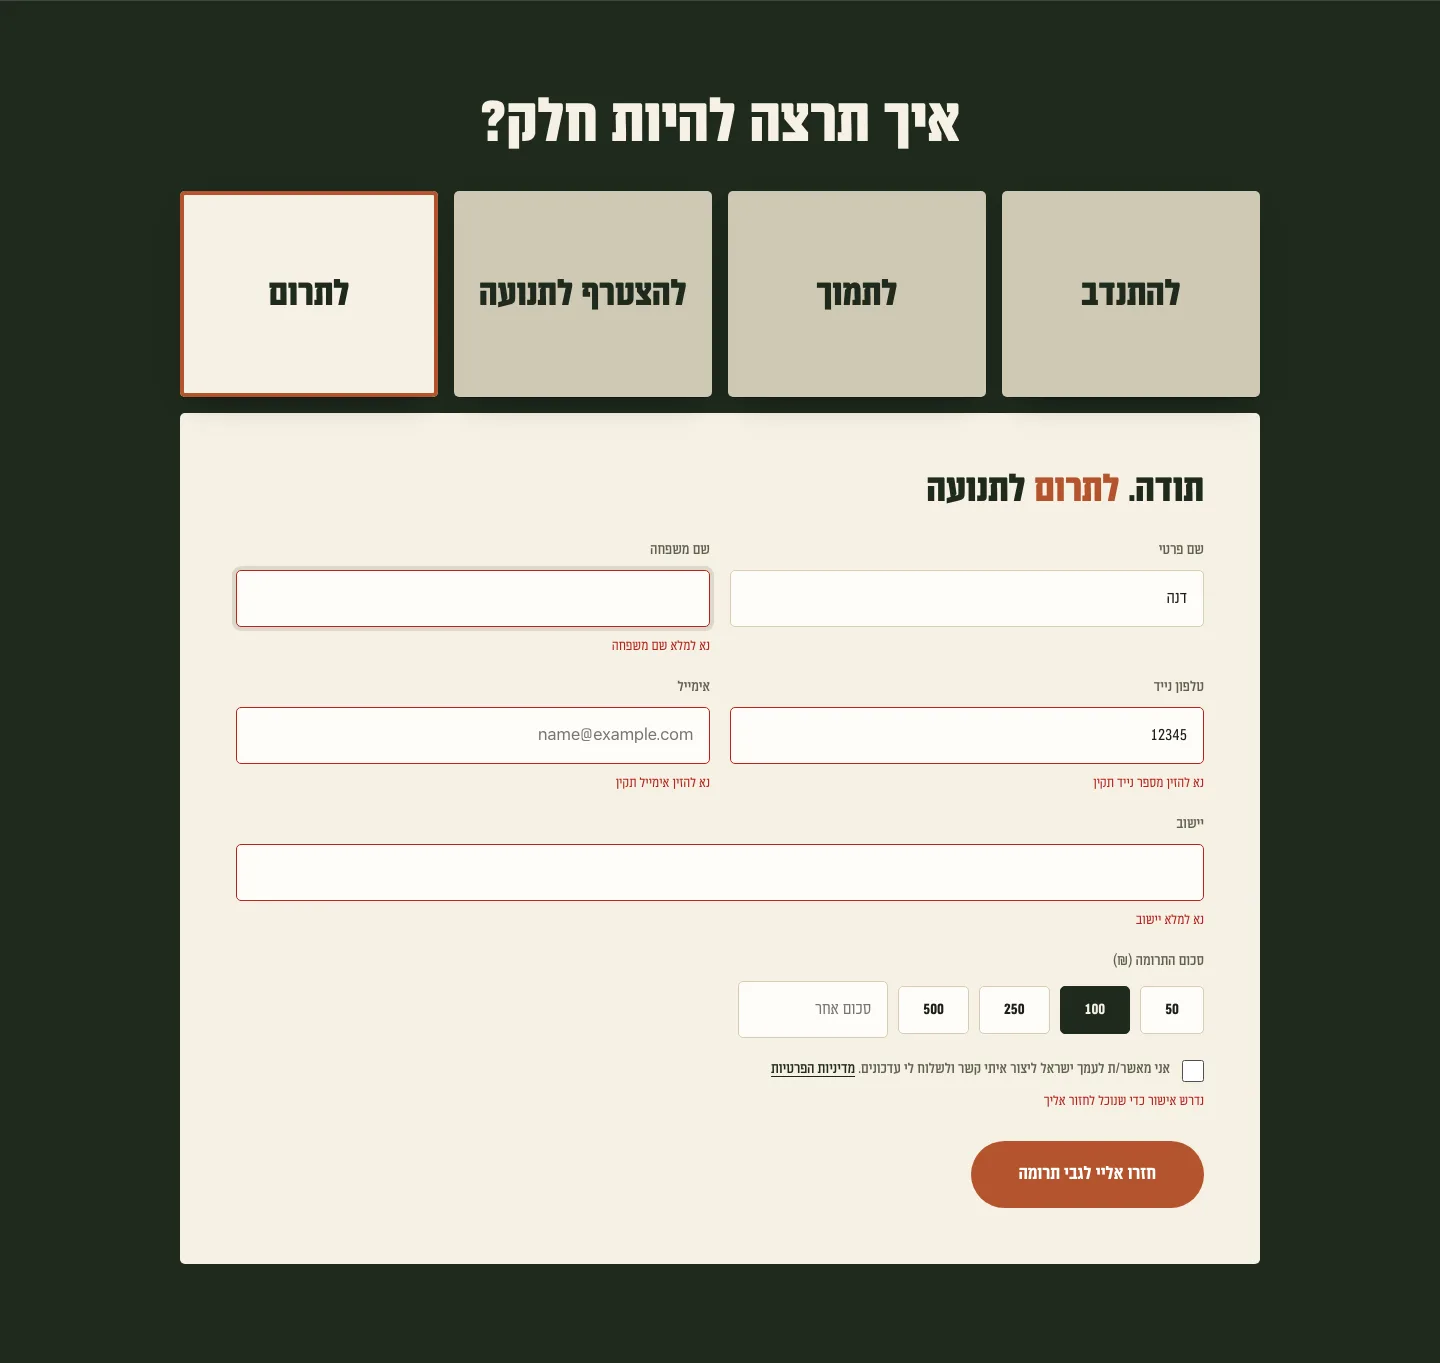 איך תרצה להיות חלק?
להתנדב
לתמוך
להצטרף לתנועה
לתרום
תודה. לתרום לתנועה
שם פרטי
דנה
שם משפחה
נא למלא שם משפחה
טלפון נייד
12345
נא להזין מספר נייד תקין
אימייל
name@example.com
נא להזין אימייל תקין
יישוב
נא למלא יישוב
סכום התרומה (₪)
50
100
250
500
סכום אחר
אני מאשר/ת לעמך ישראל ליצור איתי קשר ולשלוח לי עדכונים. מדיניות הפרטיות
נדרש אישור כדי שנוכל לחזור אליך
חזרו אליי לגבי תרומה